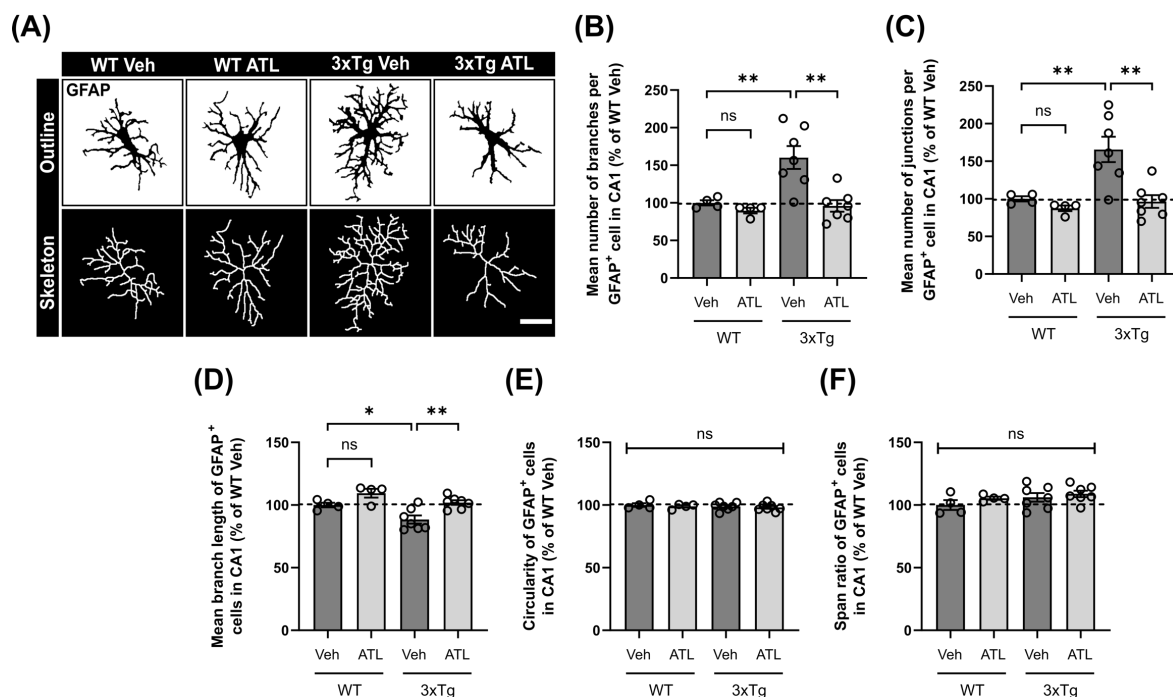 (A)
WT Veh WT ATL 3xTg Veh 3xTg ATL
Outline
GFAP
Skeleton
(B)
Mean number of branches per
GFAP⁺ cell in CA1 (% of WT Veh)
250
200
150
100
50
0
ns
**
**
Veh ATL Veh ATL
WT 3xTg
(C)
Mean number of junctions per
GFAP⁺ cell in CA1 (% of WT Veh)
250
200
150
100
50
0
ns
**
**
Veh ATL Veh ATL
WT 3xTg
(D)
Mean branch length of GFAP⁺
cells in CA1 (% of WT Veh)
150
100
50
0
ns
*
**
Veh ATL Veh ATL
WT 3xTg
(E)
Circularity of GFAP⁺ cells
in CA1 (% of WT Veh)
150
100
50
0
ns
Veh ATL Veh ATL
WT 3xTg
(F)
Span ratio of GFAP⁺ cells
in CA1 (% of WT Veh)
150
100
50
0
ns
Veh ATL Veh ATL
WT 3xTg